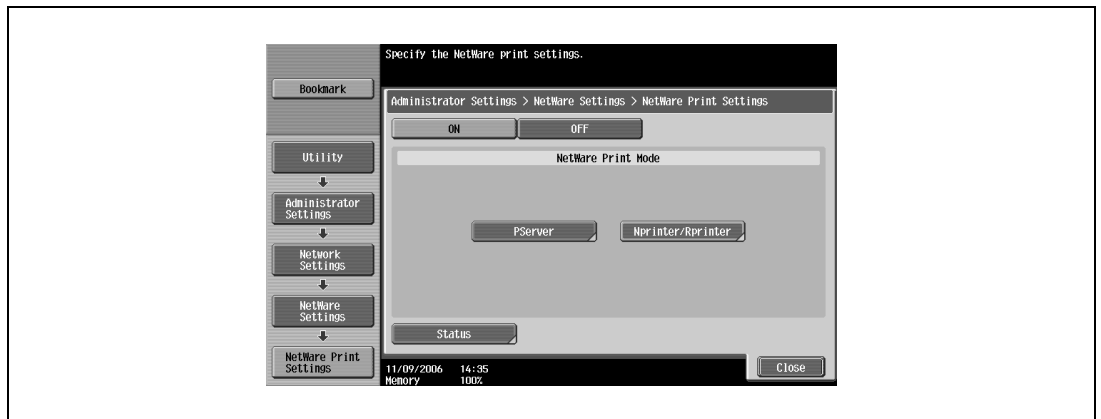 Specify the NetWare print settings.
Bookmark
Administrator Settings > NetWare Settings > NetWare Print Settings
ON
OFF
NetWare Print Mode
Utility
Administrator
Settings
Network
Settings
NetWare
Settings
NetWare Print
Settings
PServer
Nprinter/Rprinter
Status
11/09/2006 14:35
Memory 100%
Close